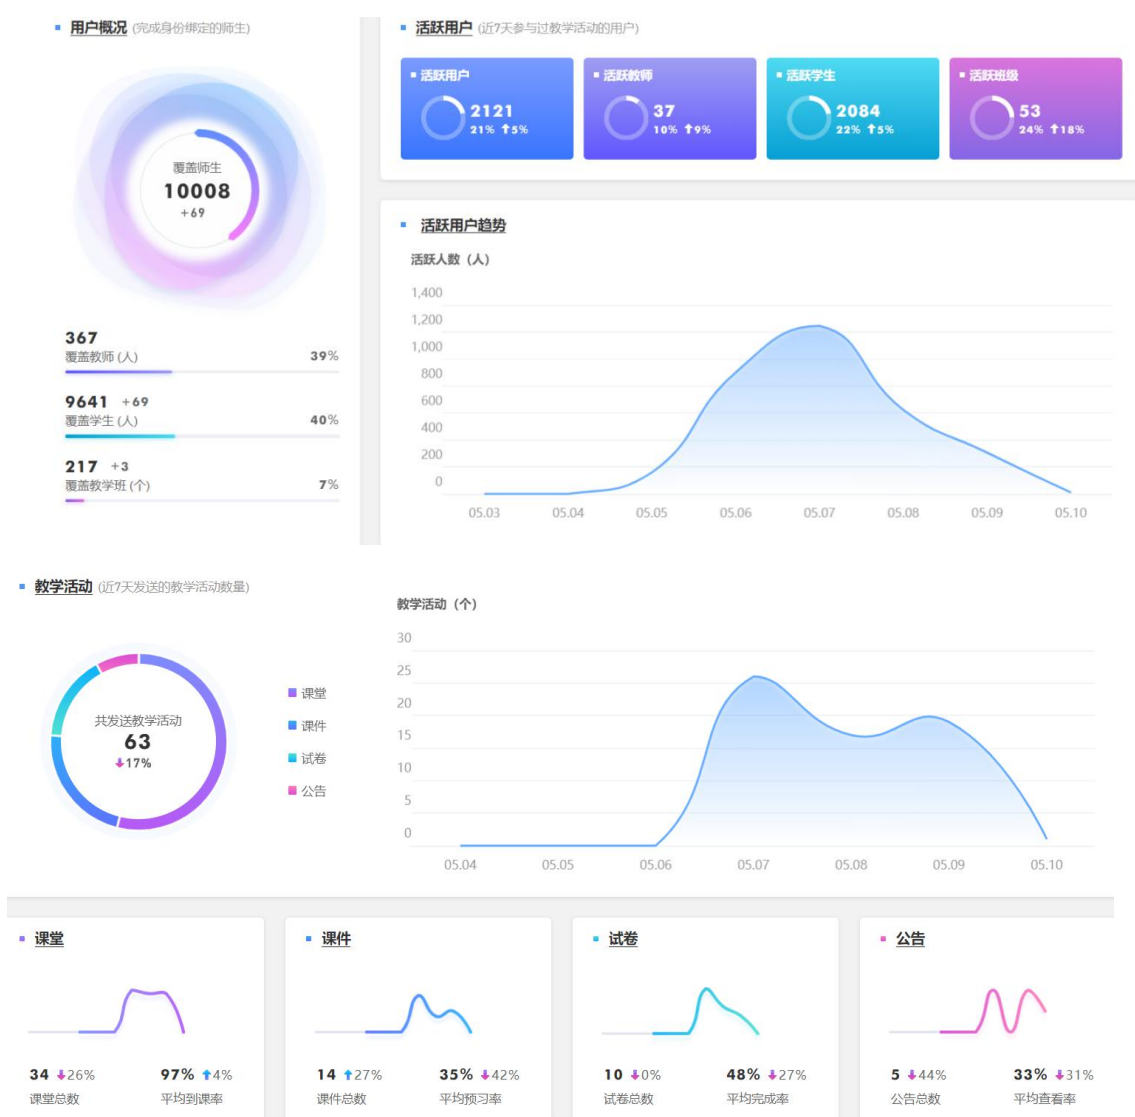 用户概况 (完成身份绑定的师生)
覆盖师生
10008
+69
367
覆盖教师 (人) 39%
9641 +69
覆盖学生 (人) 40%
217 +3
覆盖教学班 (个) 7%
活跃用户 (近7天参与过教学活动的用户)
活跃用户
2121
21% ↑5%
活跃教师
37
10% ↑9%
活跃学生
2084
22% ↑5%
活跃班级
53
24% ↑18%
活跃用户趋势
活跃人数（人）
1,400
1,200
1,000
800
600
400
200
0
05.03 05.04 05.05 05.06 05.07 05.08 05.09 05.10
教学活动 (近7天发送的教学活动数量)
共发送教学活动
63
↓17%
课堂
课件
试卷
公告
教学活动（个）
30
25
20
15
10
5
0
05.04 05.05 05.06 05.07 05.08 05.09 05.10
课堂
34 ↓26% 97% ↑4%
课堂总数 平均到课率
课件
14 ↑27% 35% ↓42%
课件总数 平均预习率
试卷
10 ↓0% 48% ↓27%
试卷总数 平均完成率
公告
5 ↓44% 33% ↓31%
公告总数 平均查看率